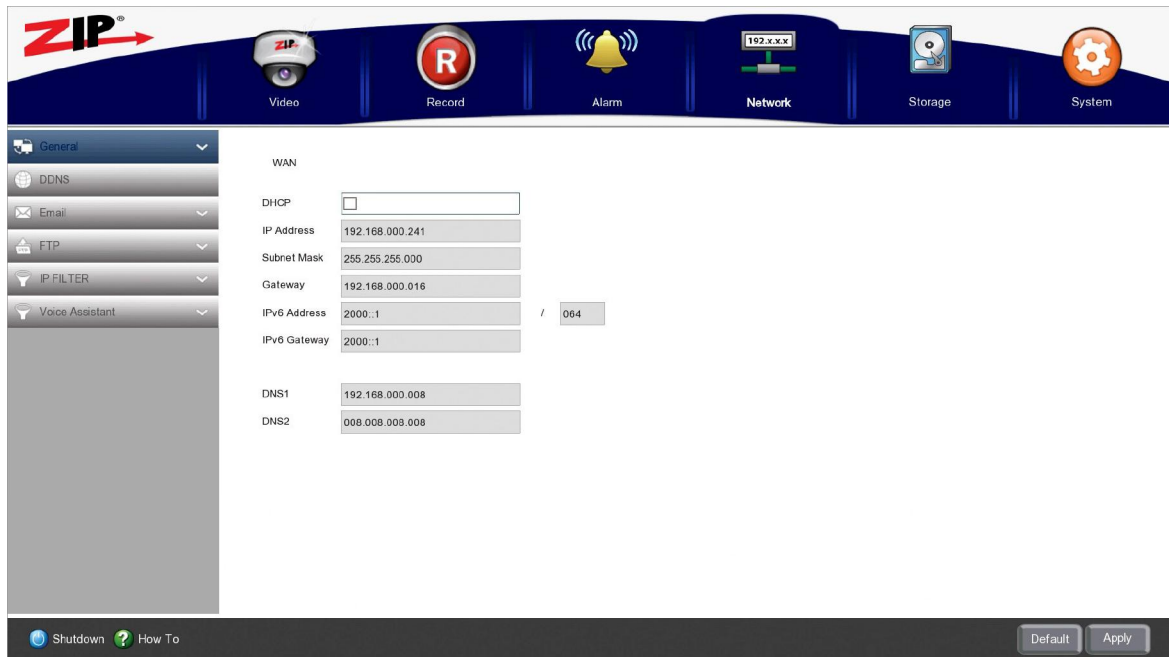 ZIP®
ZIP
R
192.x.x.x
Video Record Alarm Network Storage System
General
DDNS
Email
FTP
IP FILTER
Voice Assistant
WAN
DHCP
IP Address 192.168.000.241
Subnet Mask 255.255.255.000
Gateway 192.168.000.016
IPv6 Address 2000::1 / 064
IPv6 Gateway 2000::1
DNS1 192.168.000.008
DNS2 008.008.008.008
Shutdown ? How To Default Apply